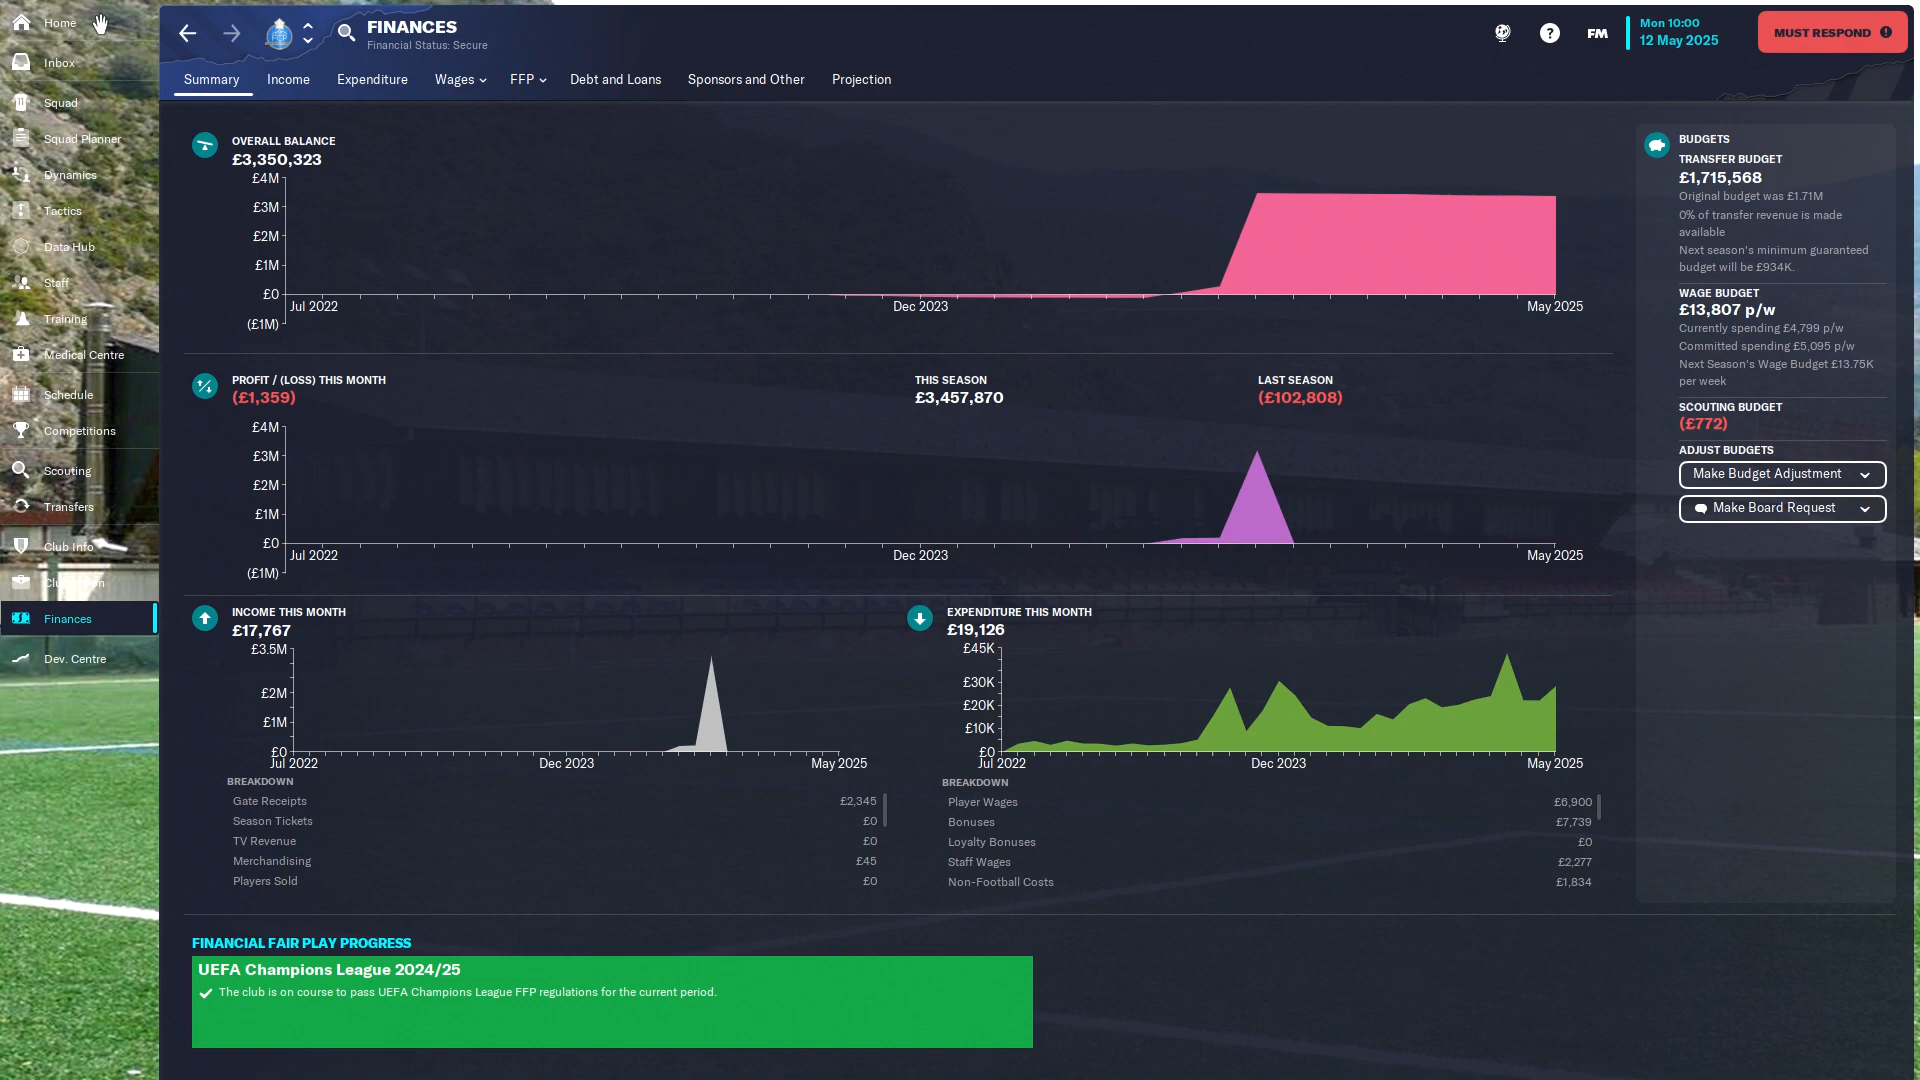 Home
Inbox
Squad
Squad Planner
Dynamics
Tactics
Data Hub
Staff
Training
Medical Centre
Schedule
Competitions
Scouting
Transfers
Club Info
Finances
Dev. Centre
FINANCES
Financial Status: Secure
FM
Mon 10:00
12 May 2025
MUST RESPOND
Summary
Income
Expenditure
Wages
FFP
Debt and Loans
Sponsors and Other
Projection
OVERALL BALANCE
£3,350,323
£4M
£3M
£2M
£1M
£0
(£1M)
Jul 2022
Dec 2023
May 2025
PROFIT / (LOSS) THIS MONTH
(£1,359)
THIS SEASON
£3,457,870
LAST SEASON
(£102,808)
£4M
£3M
£2M
£1M
£0
(£1M)
Jul 2022
Dec 2023
May 2025
INCOME THIS MONTH
£17,767
£3.5M
£2M
£1M
£0
Jul 2022
Dec 2023
May 2025
BREAKDOWN
Gate Receipts £2,345
Season Tickets £0
TV Revenue £0
Merchandising £45
Players Sold £0
EXPENDITURE THIS MONTH
£19,126
£45K
£30K
£20K
£10K
£0
Jul 2022
Dec 2023
May 2025
BREAKDOWN
Player Wages £6,900
Bonuses £7,739
Loyalty Bonuses £0
Staff Wages £2,277
Non-Football Costs £1,834
FINANCIAL FAIR PLAY PROGRESS
UEFA Champions League 2024/25
The club is on course to pass UEFA Champions League FFP regulations for the current period.
BUDGETS
TRANSFER BUDGET
£1,715,568
Original budget was £1.71M
0% of transfer revenue is made
available
Next season's minimum guaranteed
budget will be £934K.
WAGE BUDGET
£13,807 p/w
Currently spending £4,799 p/w
Committed spending £5,095 p/w
Next Season's Wage Budget £13.75K
per week
SCOUTING BUDGET
(£772)
ADJUST BUDGETS
Make Budget Adjustment
Make Board Request